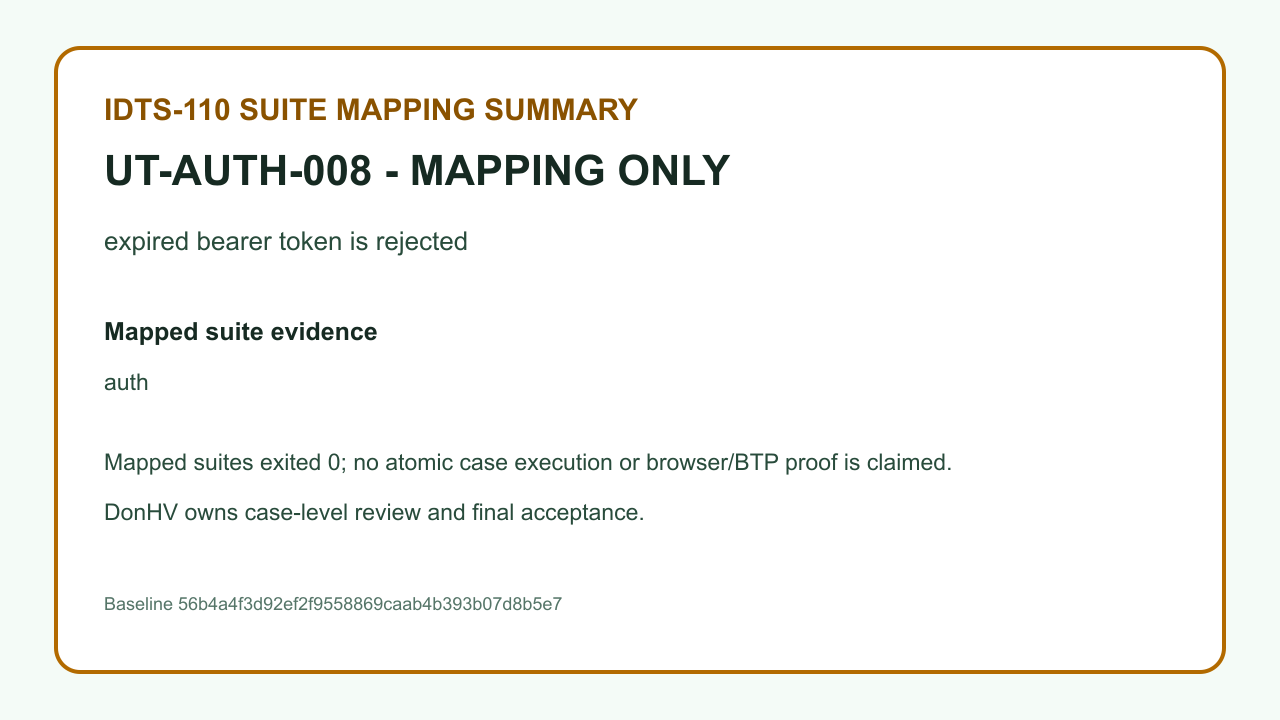 IDTS-110 SUITE MAPPING SUMMARY
UT-AUTH-008 - MAPPING ONLY
expired bearer token is rejected
Mapped suite evidence
auth
Mapped suites exited 0; no atomic case execution or browser/BTP proof is claimed.
DonHV owns case-level review and final acceptance.
Baseline 56b4a4f3d92ef2f9558869caab4b393b07d8b5e7